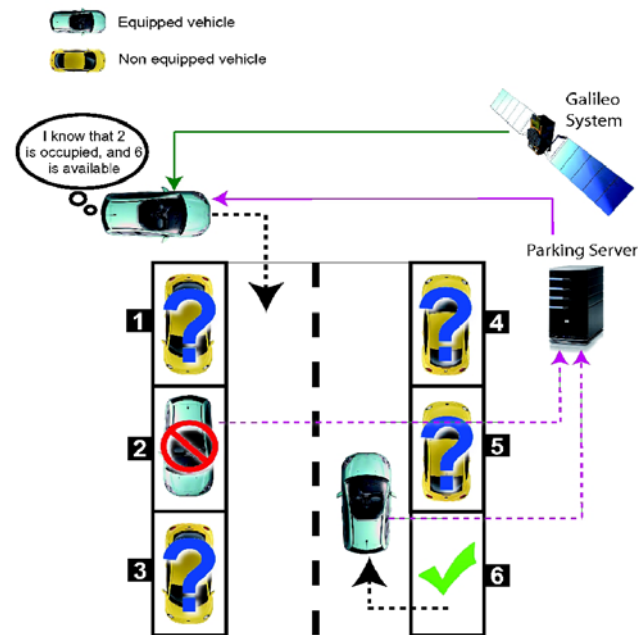 Equipped vehicle
Non equipped vehicle
Galileo
System
I know that 2
is occupied, and 6
is available
Parking Server
1
?
?
4
2
?
5
3
?
6